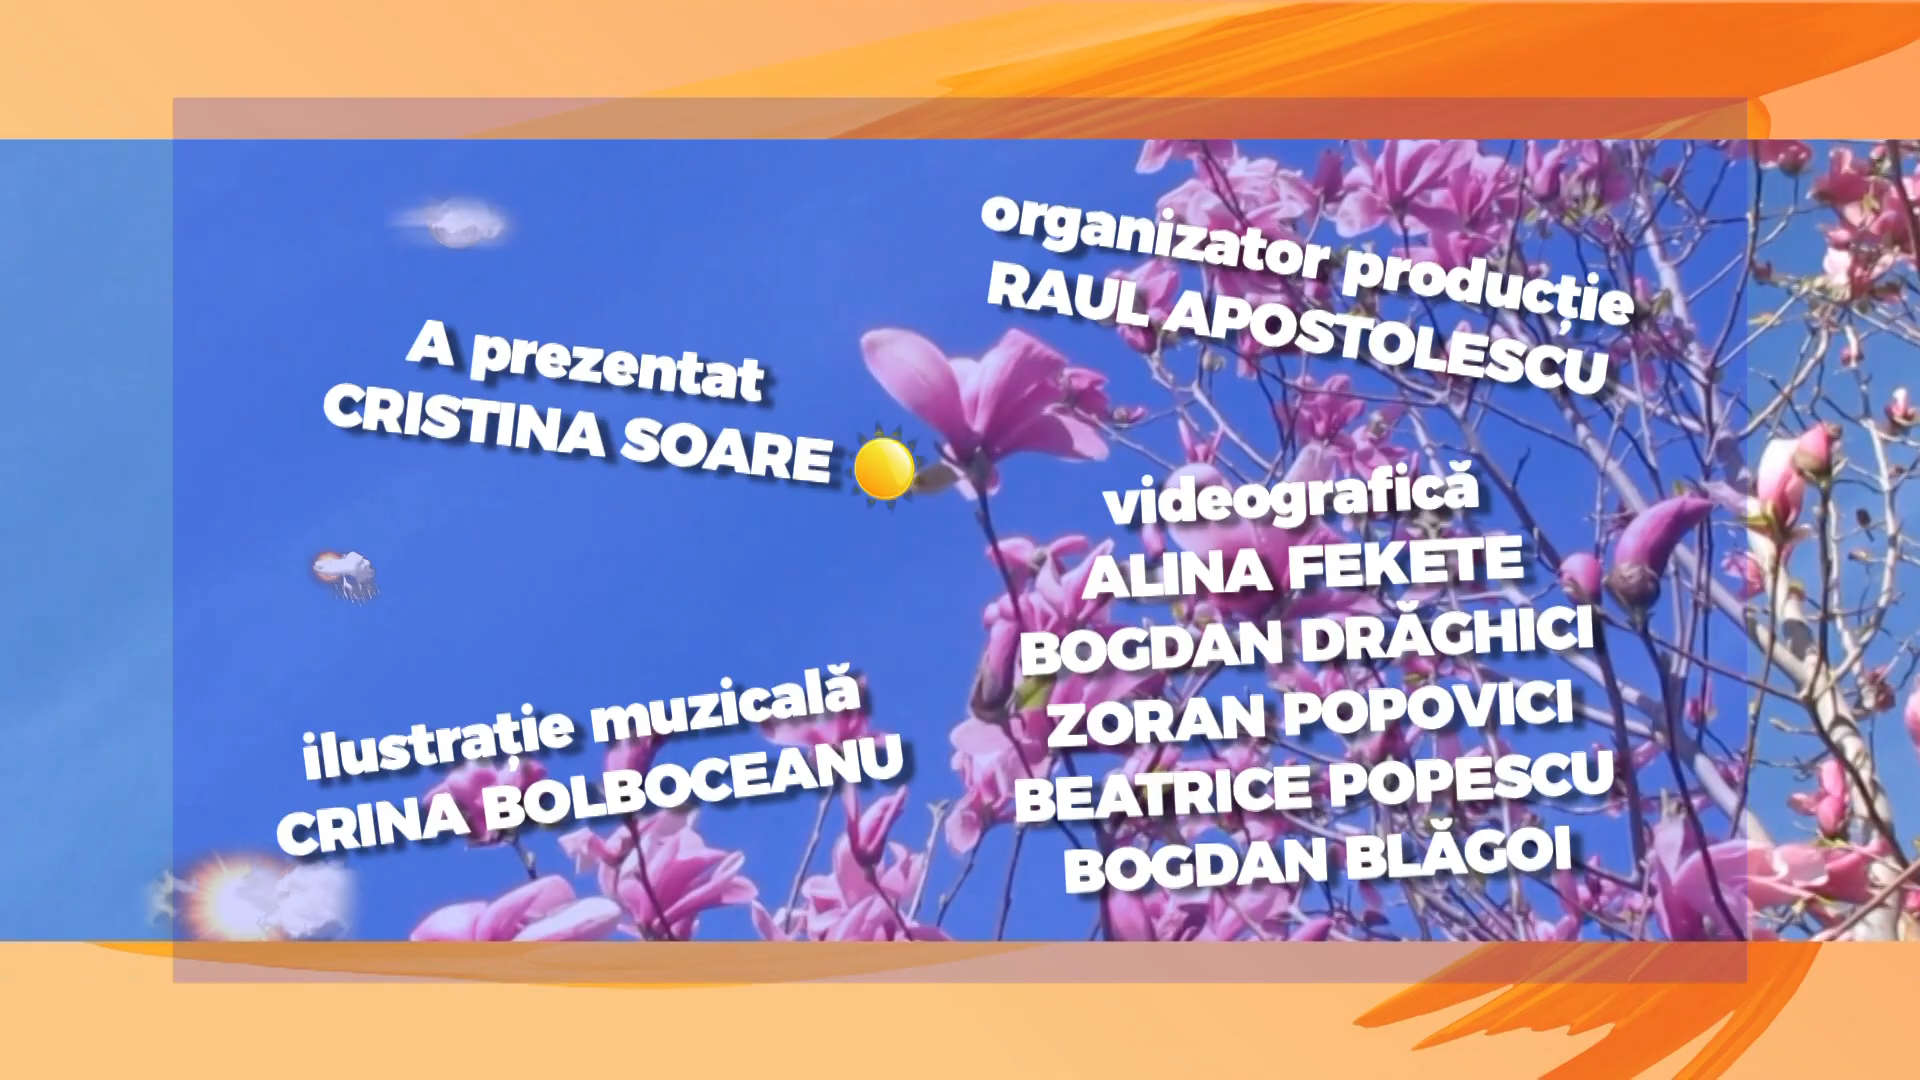 A prezentat
CRISTINA SOARE
ilustrație muzicală
CRINA BOLBOCEANU
organizator producție
RAUL APOSTOLESCU
videografică
ALINA FEKETE
BOGDAN DRĂGHICI
ZORAN POPOVICI
BEATRICE POPESCU
BOGDAN BLĂGOI